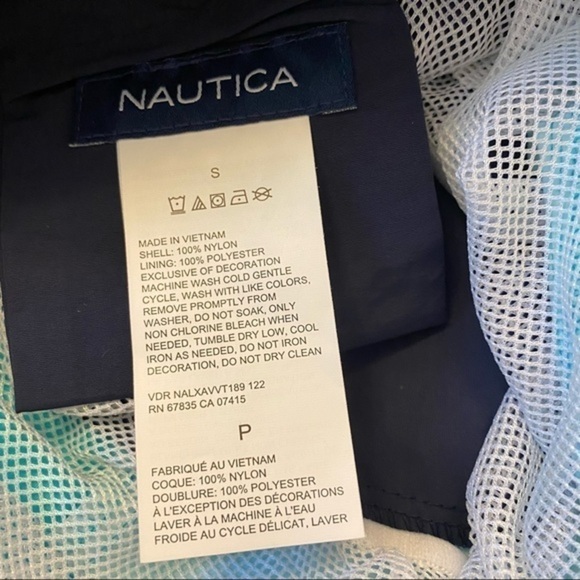 NAUTICA
S
MADE IN VIETNAM
SHELL: 100% NYLON
LINING: 100% POLYESTER
EXCLUSIVE OF DECORATION
MACHINE WASH COLD GENTLE
CYCLE, WASH WITH LIKE COLORS,
REMOVE PROMPTLY FROM
WASHER, DO NOT SOAK, ONLY
NON CHLORINE BLEACH WHEN
NEEDED, TUMBLE DRY LOW, COOL
IRON AS NEEDED, DO NOT IRON
DECORATION, DO NOT DRY CLEAN
VDR NALXAVVT189 122
RN 67835 CA 07415
P
FABRIQUÉ AU VIETNAM
COQUE: 100% NYLON
DOUBLURE: 100% POLYESTER
À L'EXCEPTION DES DÉCORATIONS
LAVER À LA MACHINE À L'EAU
FROIDE AU CYCLE DÉLICAT, LAVER